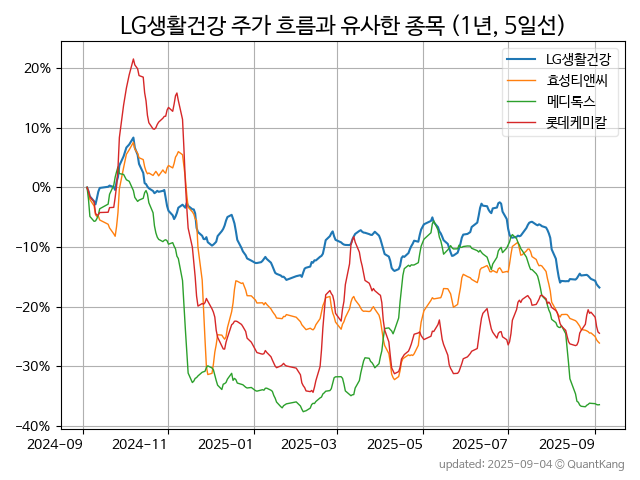 LG생활건강 주가 흐름과 유사한 종목 (1년, 5일선)
LG생활건강
효성티앤씨
메디톡스
롯데케미칼
20%
10%
0%
−10%
−20%
−30%
−40%
2024-09
2024-11
2025-01
2025-03
2025-05
2025-07
2025-09
updated: 2025-09-04 © QuantKang